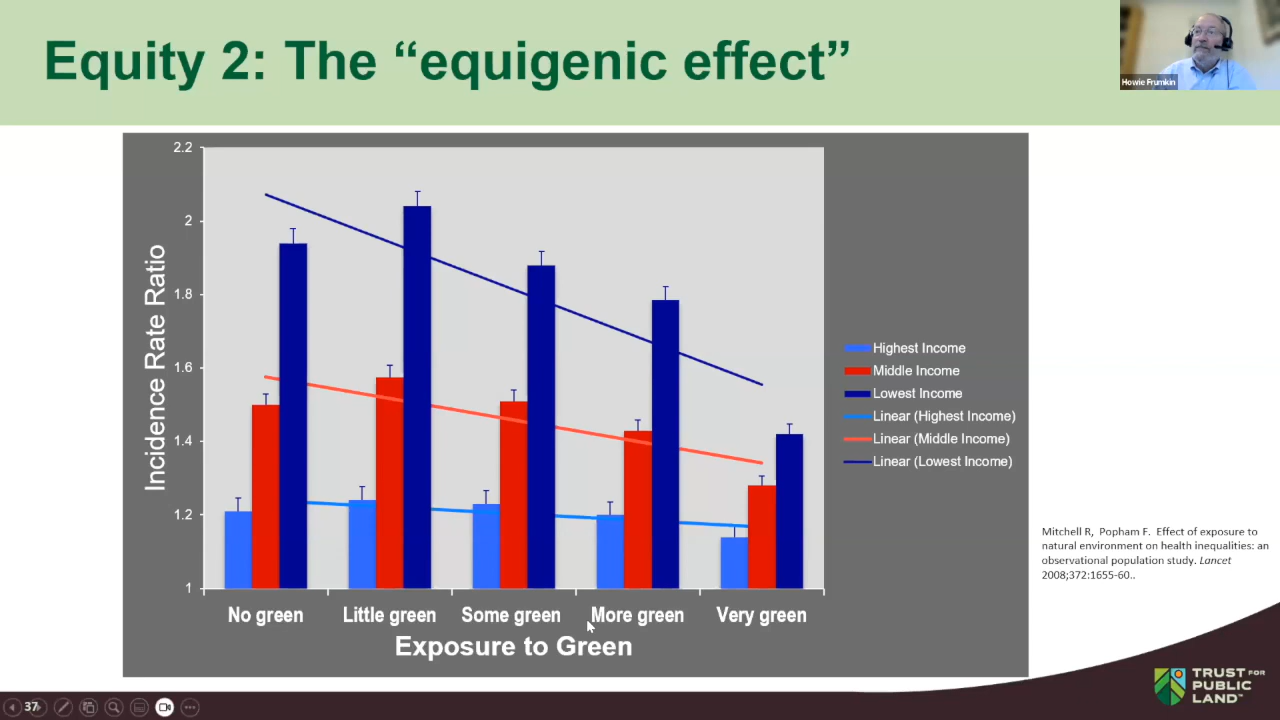 Equity 2: The “equigenic effect”
Howie Frumkin
2.2
2
1.8
1.6
1.4
1.2
1
Incidence Rate Ratio
No green
Little green
Some green
More green
Very green
Exposure to Green
Highest Income
Middle Income
Lowest Income
Linear (Highest Income)
Linear (Middle Income)
Linear (Lowest Income)
Mitchell R, Popham F. Effect of exposure to
natural environment on health inequalities: an
observational population study. Lancet
2008;372:1655-60..
TRUST FOR
PUBLIC
LAND™
37